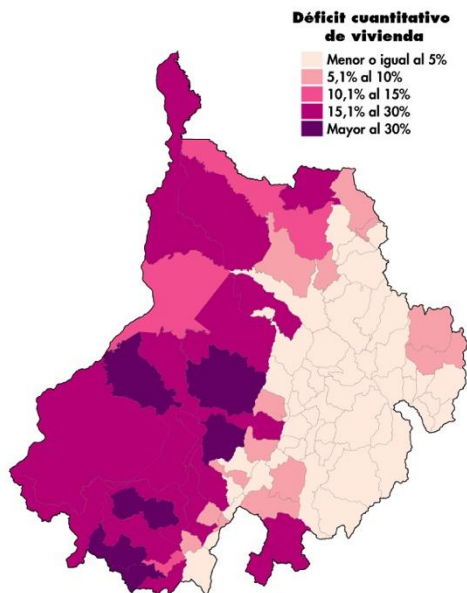 Déficit cuantitativo
de vivienda
Menor o igual al 5%
5,1% al 10%
10,1% al 15%
15,1% al 30%
Mayor al 30%